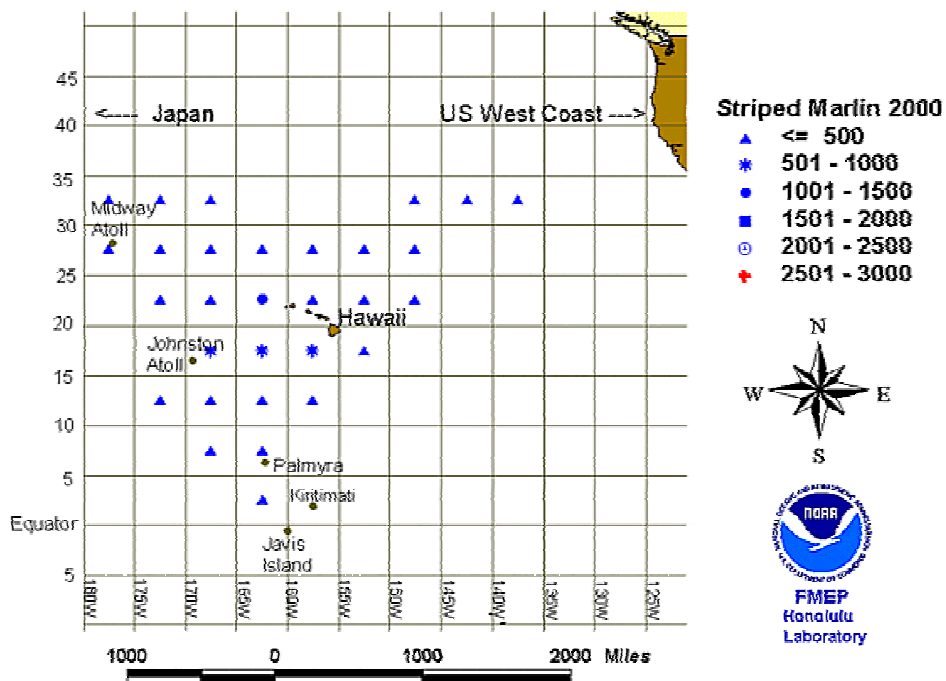 45
<---- Japan
US West Coast --->
40
35
30
25
20
15
10
5
Equator
5
Midway
Atoll
Hawaii
Johnston
Atoll
Palmyra
Kiritimati
Javis
Island
180W
175W
170W
165W
160W
155W
150W
145W
140W
135W
130W
125W
1000 0 1000 2000 Miles
Striped Marlin 2000
<= 500
501 - 1000
1001 - 1500
1501 - 2000
2001 - 2500
2501 - 3000
N
W E
S
NOAA
FMEP
Honolulu
Laboratory